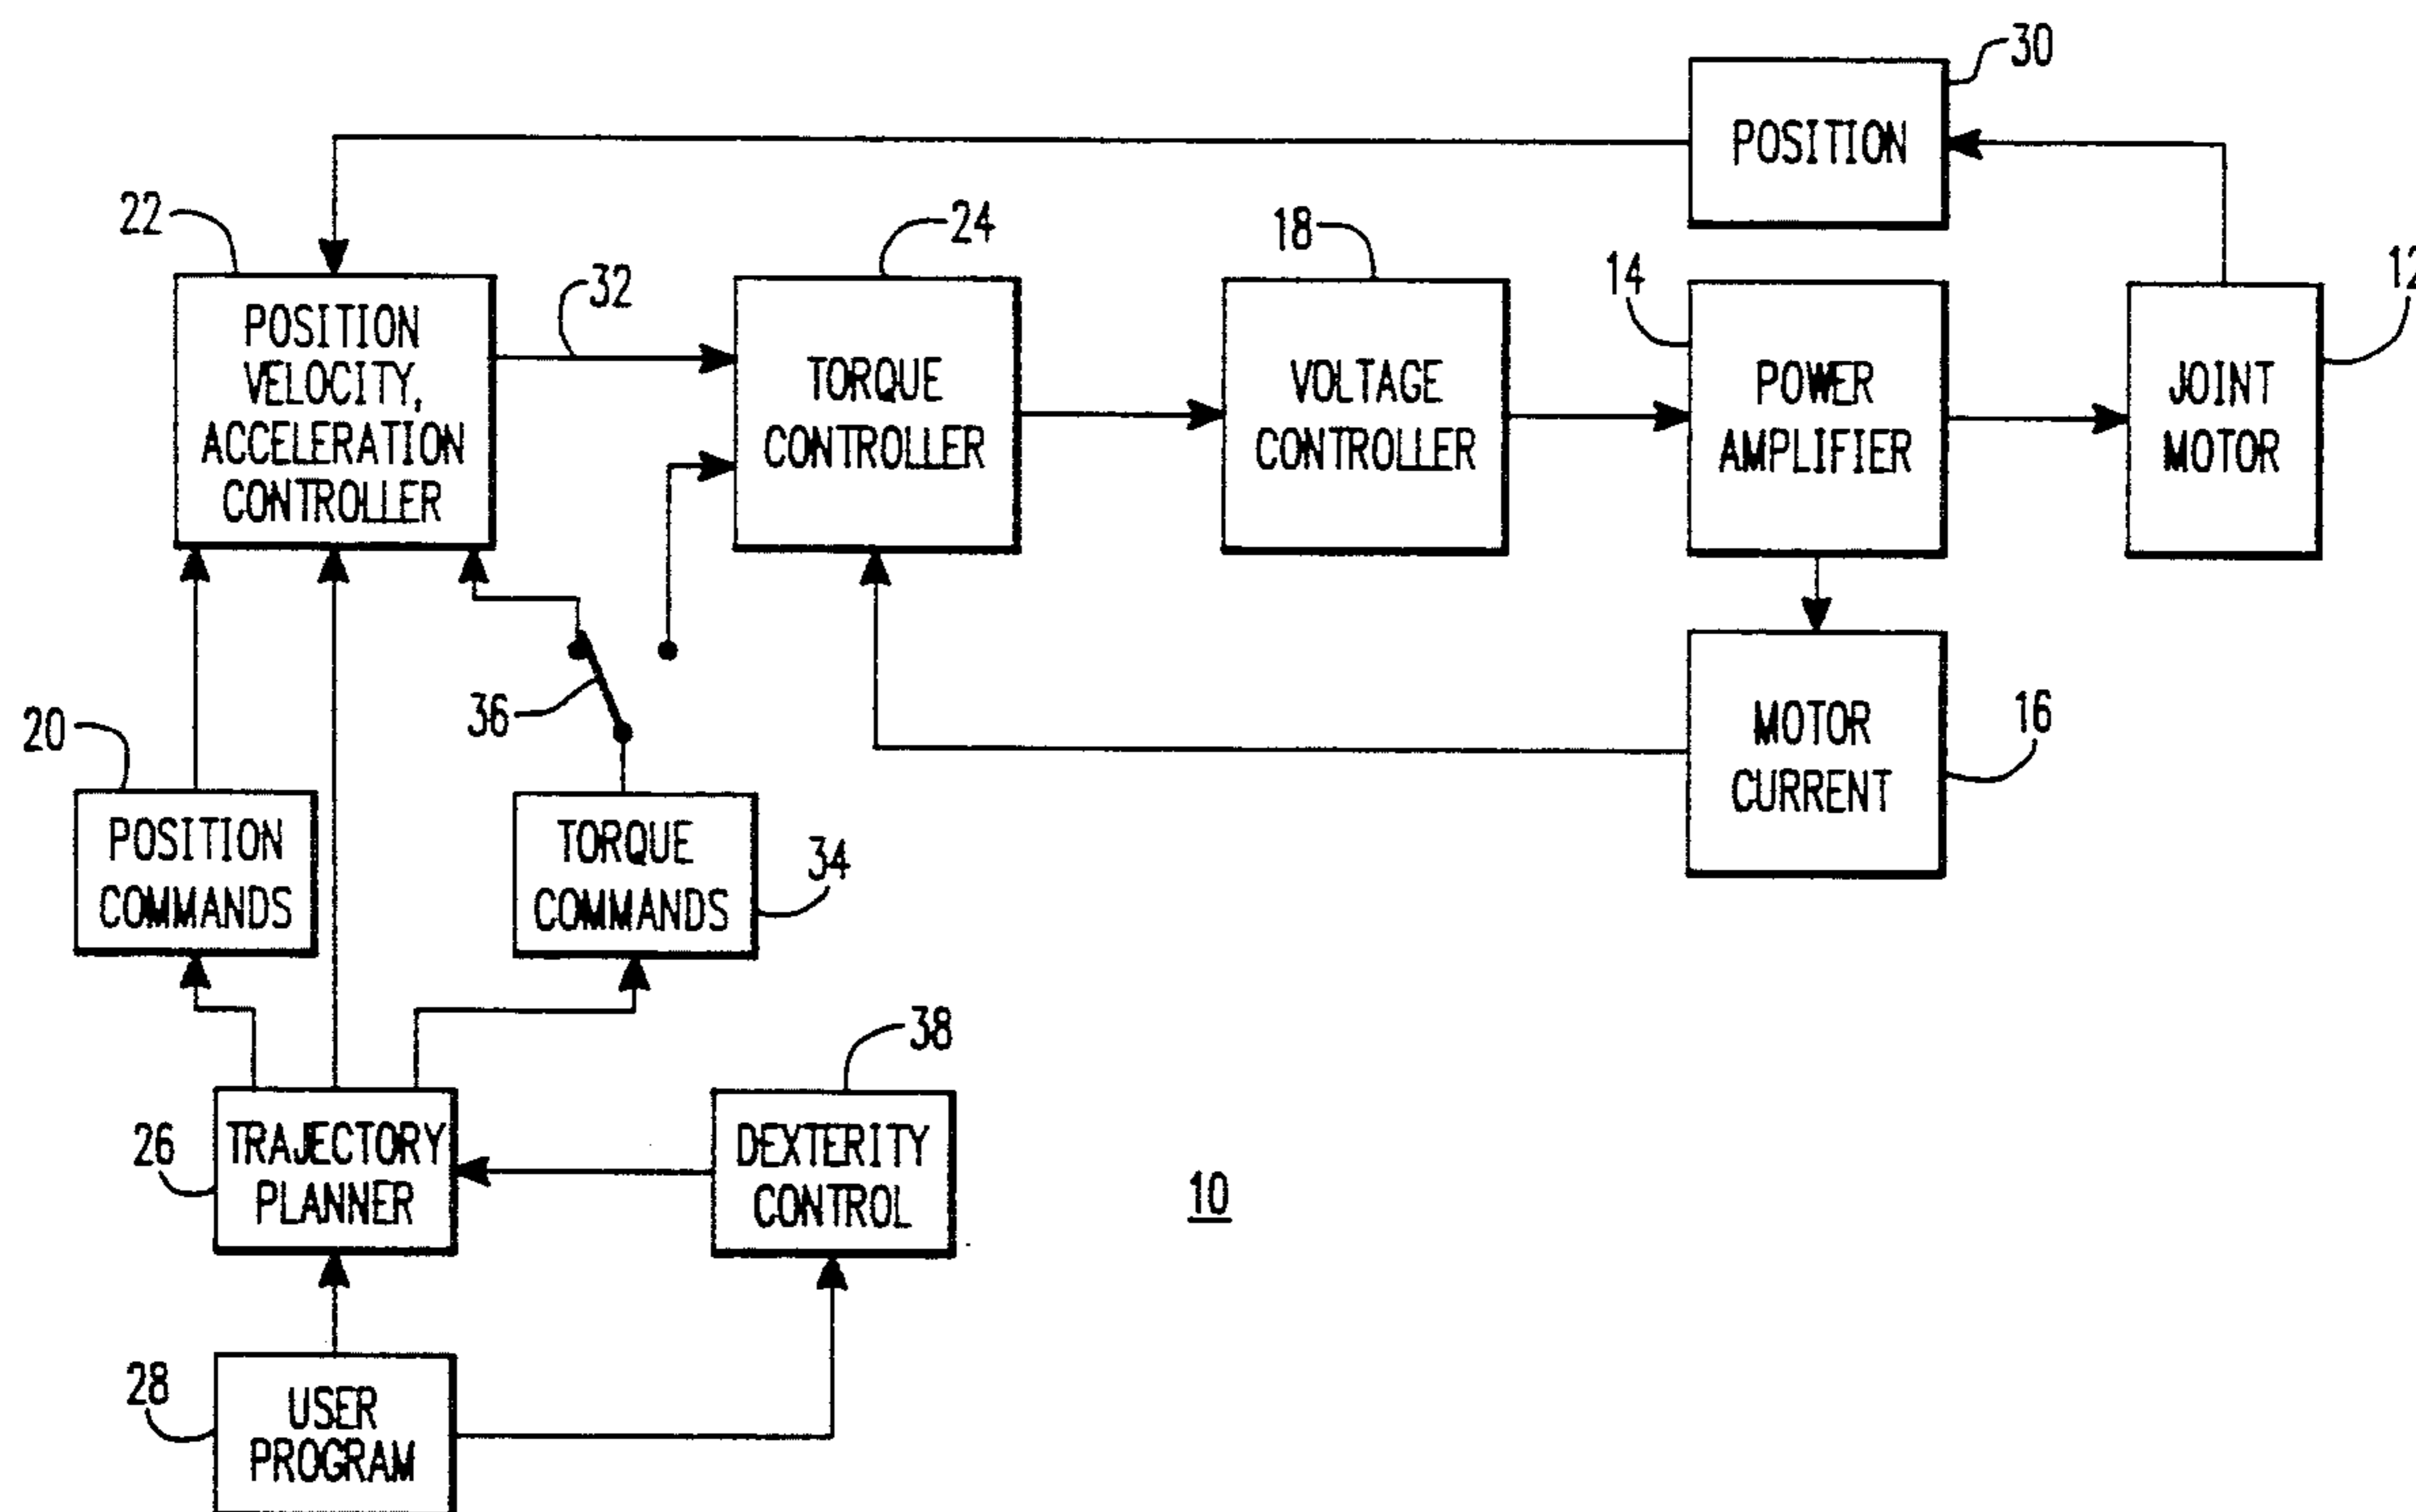 30
POSITION
22
24
18
14
12
32
POSITION
VELOCITY,
ACCELERATION
CONTROLLER
TORQUE
CONTROLLER
VOLTAGE
CONTROLLER
POWER
AMPLIFIER
JOINT
MOTOR
36
20
16
MOTOR
CURRENT
POSITION
COMMANDS
TORQUE
COMMANDS
34
38
26
TRAJECTORY
PLANNER
DEXTERITY
CONTROL
10
28
USER
PROGRAM